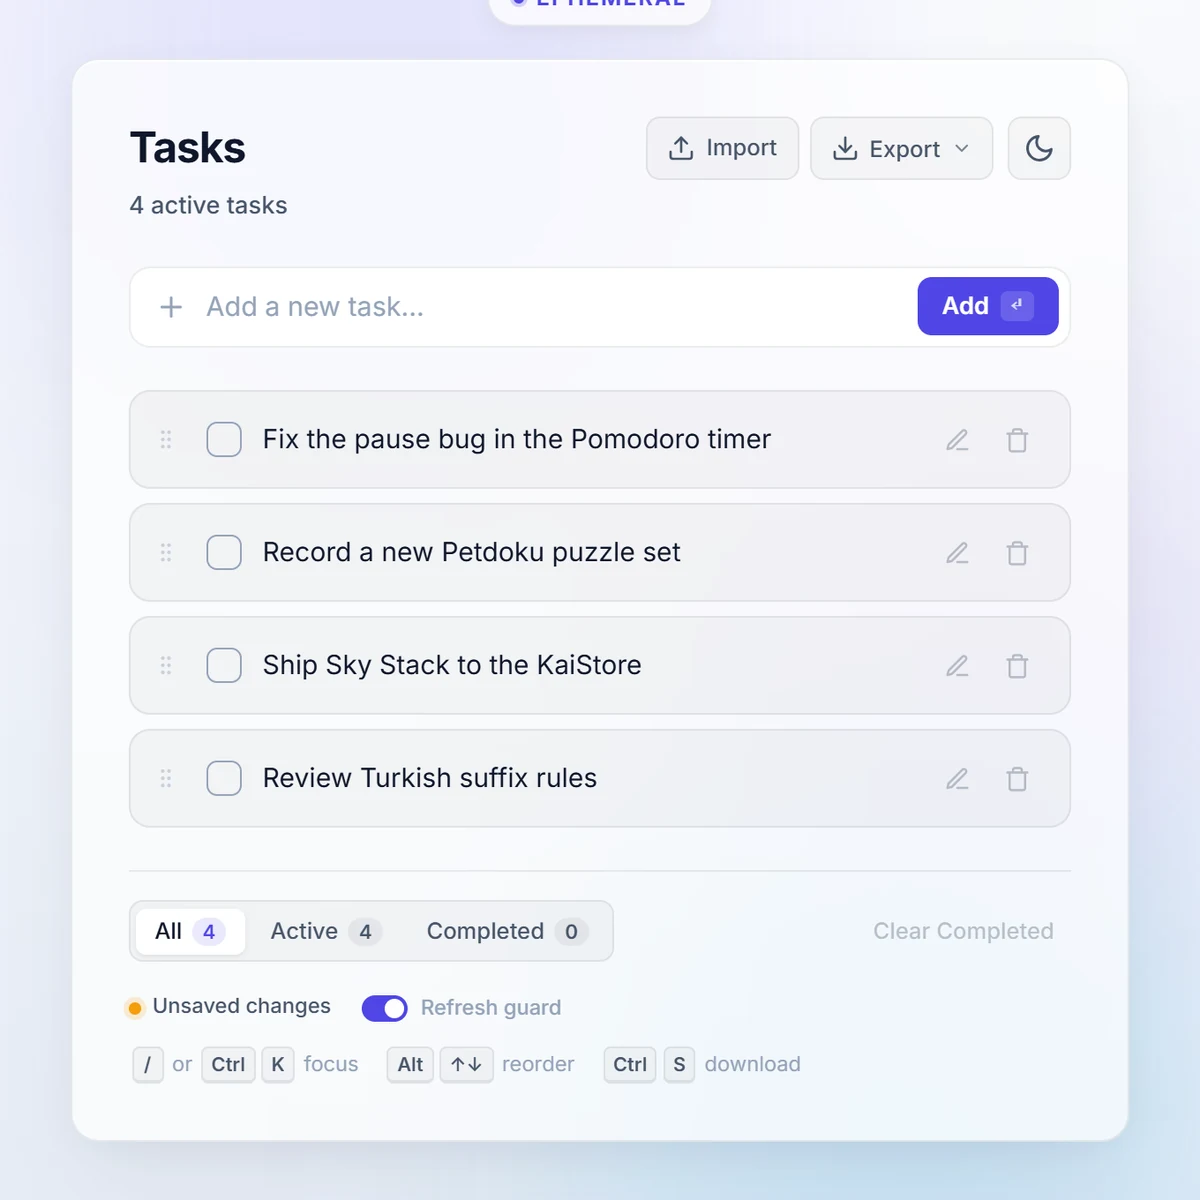 EPHEMERAL
Tasks
Import
Export
4 active tasks
Add a new task...
Add ↵
Fix the pause bug in the Pomodoro timer
Record a new Petdoku puzzle set
Ship Sky Stack to the KaiStore
Review Turkish suffix rules
All 4 Active 4 Completed 0
Clear Completed
Unsaved changes Refresh guard
/ or Ctrl K focus Alt ↑↓ reorder Ctrl S download